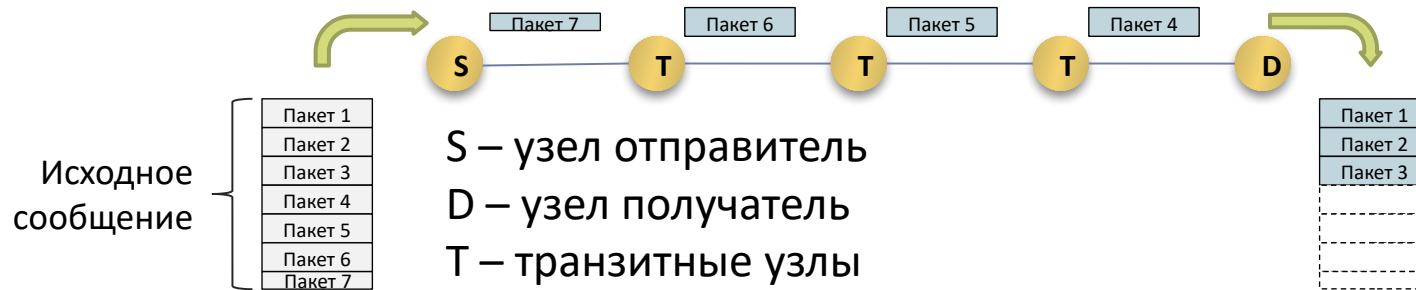 Пакет 7
Пакет 6
Пакет 5
Пакет 4
S
T
T
T
D
Исходное
сообщение
Пакет 1
Пакет 2
Пакет 3
Пакет 4
Пакет 5
Пакет 6
Пакет 7
S – узел отправитель
D – узел получатель
T – транзитные узлы
Пакет 1
Пакет 2
Пакет 3